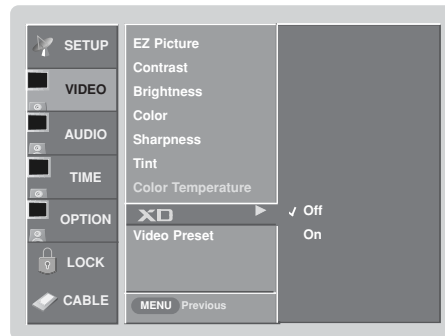 SETUP
VIDEO
AUDIO
TIME
OPTION
LOCK
CABLE
EZ Picture
Contrast
Brightness
Color
Sharpness
Tint
Color Temperature
XD
Video Preset
MENU Previous
Off
On